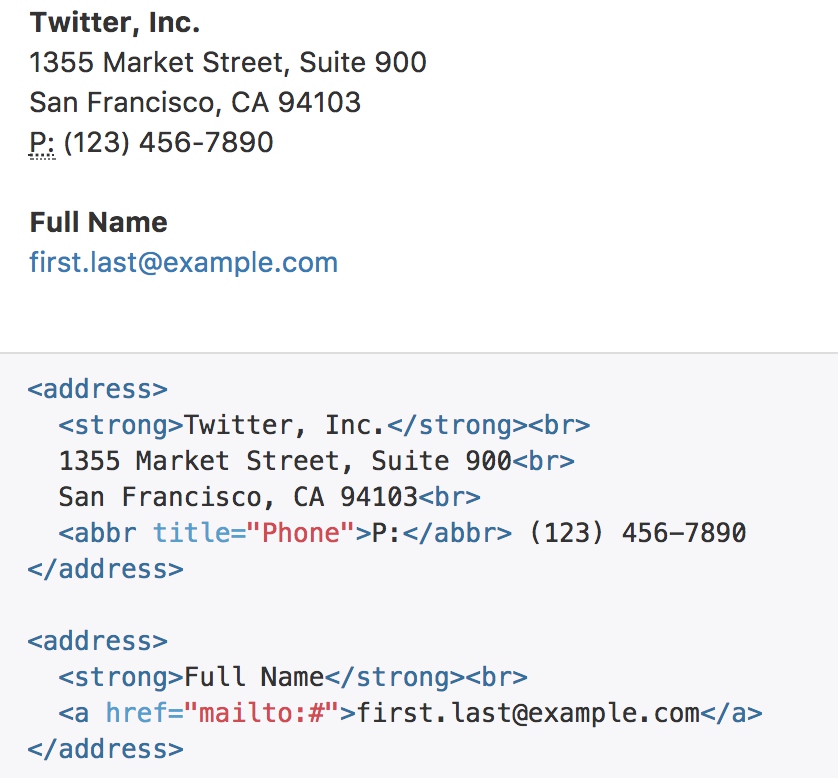 Twitter, Inc.
1355 Market Street, Suite 900
San Francisco, CA 94103
P: (123) 456-7890
Full Name
first.last@example.com
<address>
  <strong>Twitter, Inc.</strong><br>
  1355 Market Street, Suite 900<br>
  San Francisco, CA 94103<br>
  <abbr title="Phone">P:</abbr> (123) 456-7890
</address>
<address>
  <strong>Full Name</strong><br>
  <a href="mailto:#">first.last@example.com</a>
</address>